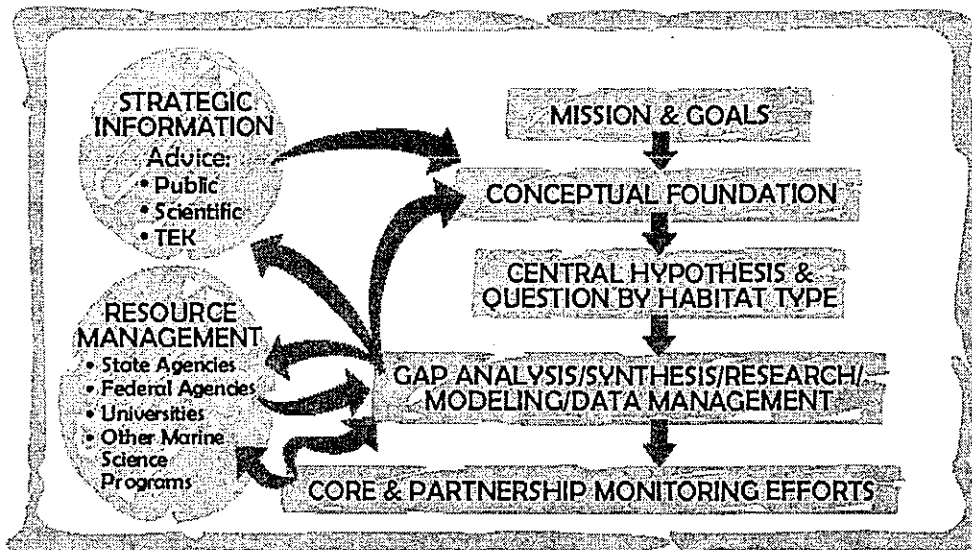 STRATEGIC
INFORMATION
Advice:
• Public
• Scientific
• TEK
RESOURCE
MANAGEMENT
• State Agencies
• Federal Agencies
• Universities
• Other Marine
Science
Programs
MISSION & GOALS
CONCEPTUAL FOUNDATION
CENTRAL HYPOTHESIS &
QUESTION BY HABITAT TYPE
GAP ANALYSIS/SYNTHESIS/RESEARCH/
MODELING/DATA MANAGEMENT
CORE & PARTNERSHIP MONITORING EFFORTS